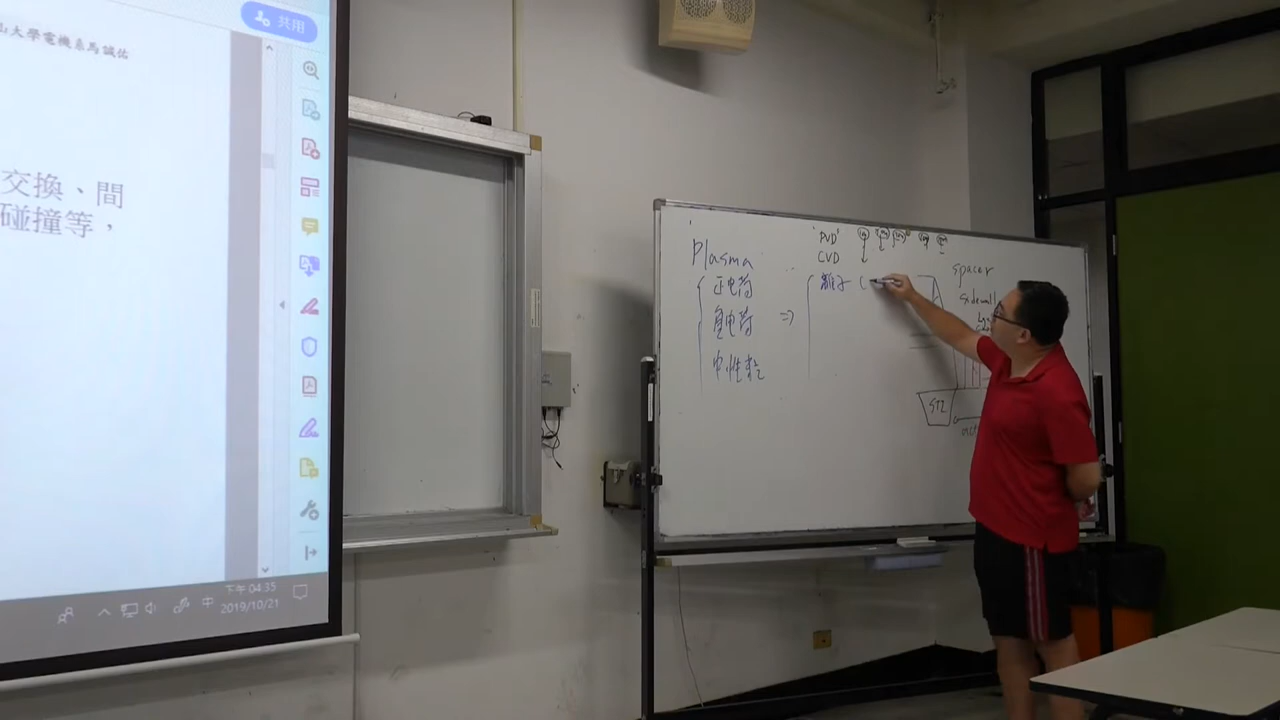 共用
山大學電機系馬誠佑
交換、間
碰撞等，
下午 04:35
中
2019/10/21
Plasma
正电荷
負电荷
中性粒
⇒
'PVD'
CVD
離子 (
spacer
sidewall
STI